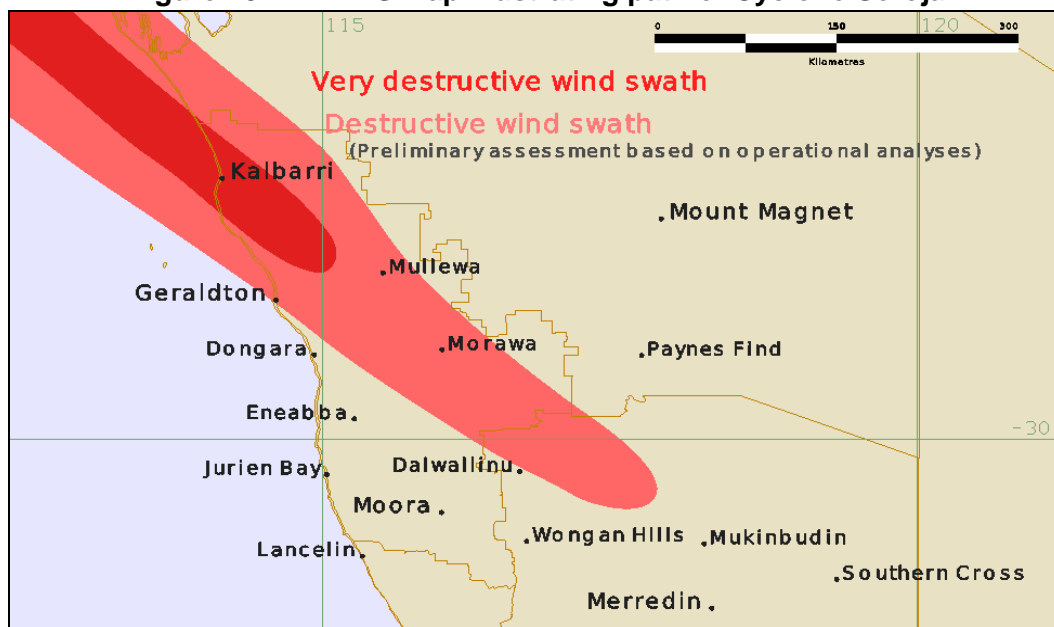 115
120
0 150 300
Kilometres
Very destructive wind swath
Destructive wind swath
(Preliminary assessment based on operational analyses)
Kalbarri
Mount Magnet
Mullewa
Geraldton
Dongara
Morawa
Paynes Find
Eneabba
-30
Jurien Bay
Dalwallinu
Moora
Wongan Hills
Mukinbudin
Lancelin
Southern Cross
Merredin